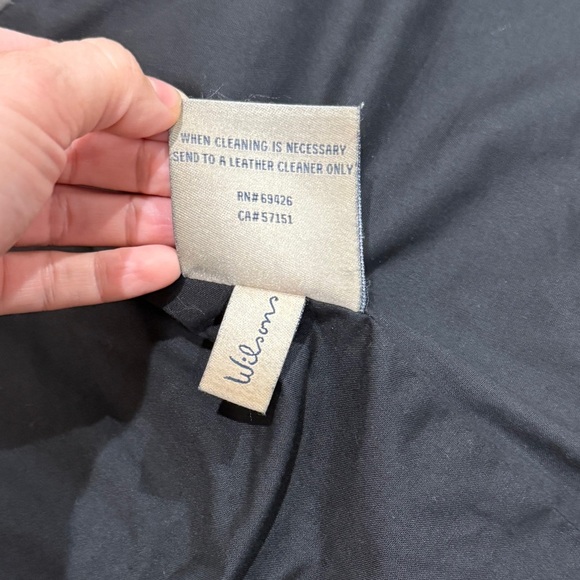 WHEN CLEANING IS NECESSARY
SEND TO A LEATHER CLEANER ONLY
RN#69426
CA#57151
Wilsons